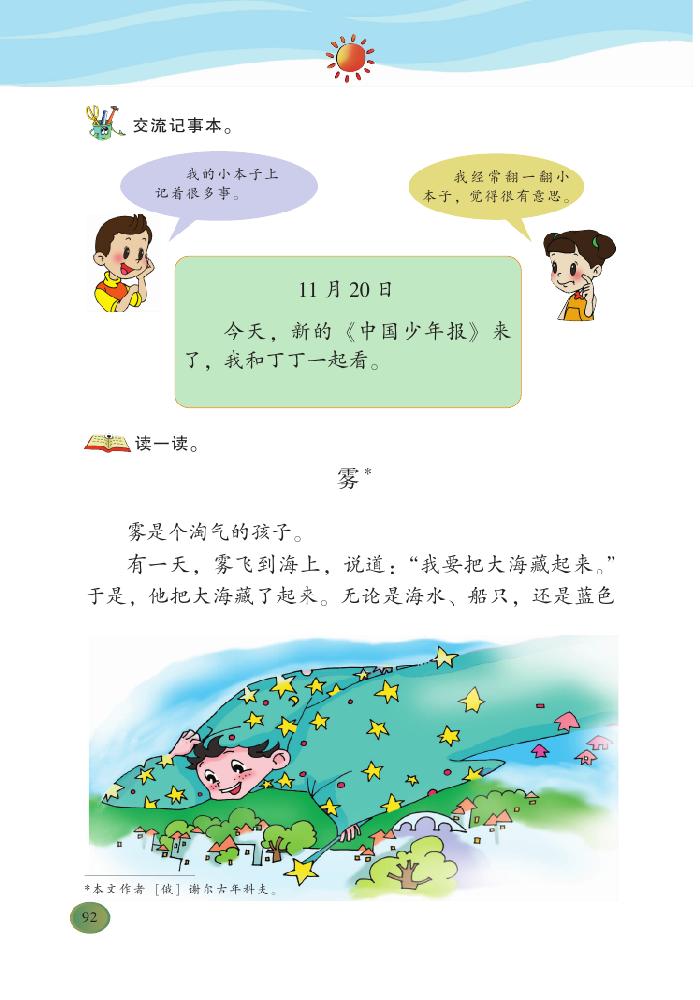 交流记事本。
我的小本子上
记着很多事。
我经常翻一翻小
本子，觉得很有意思。
11月20日
今天，新的《中国少年报》来
了，我和丁丁一起看。
读一读。
雾*
雾是个淘气的孩子。
有一天，雾飞到海上，说道：“我要把大海藏起来。”
于是，他把大海藏了起来。无论是海水、船只，还是蓝色
*本文作者［俄］谢尔古年科夫。
92